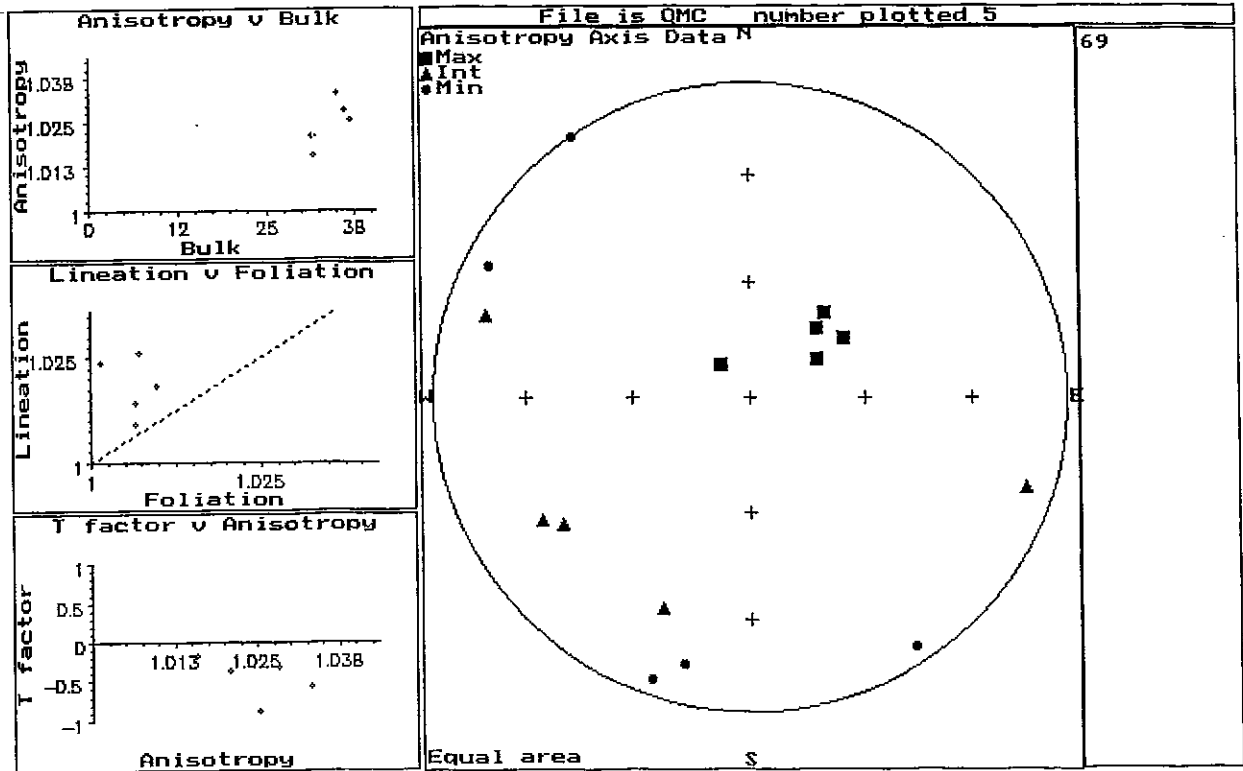 File is QMC number plotted 5
Anisotropy v Bulk
Anisotropy
1.038
1.025
1.013
1
0 12 25 38
Bulk
Lineation v Foliation
Lineation
1.025
1
1 1.025
Foliation
T factor v Anisotropy
T factor
1
0.5
0
-0.5
-1
1.013 1.025 1.038
Anisotropy
Anisotropy Axis Data
Max
Int
Min
N
W
E
S
Equal area
69